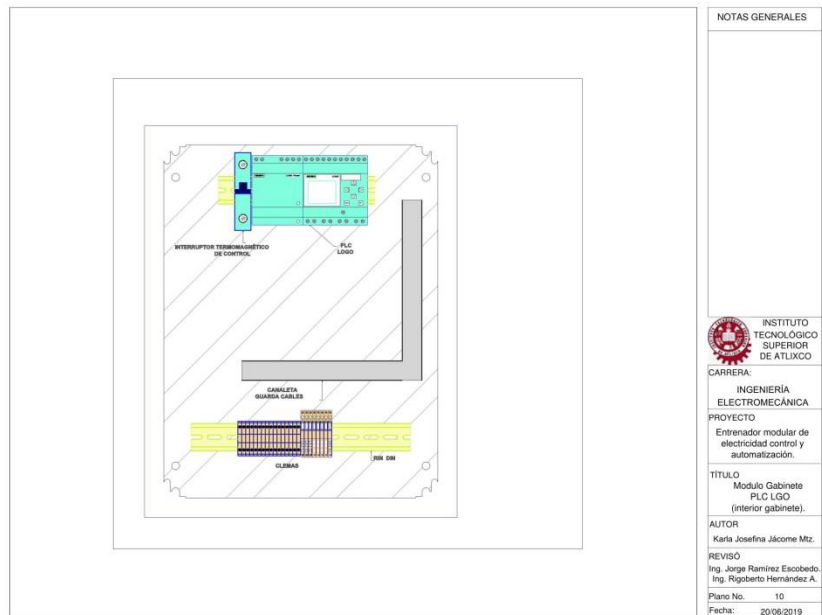 NOTAS GENERALES
INTERRUPTOR TERMOMAGNÉTICO
DE CONTROL
PLC
LOGO
CANALETA
GUARDA CABLES
CLEMAS
RIN DIN
INSTITUTO
TECNOLÓGICO
SUPERIOR
DE ATLIXCO
CARRERA:
INGENIERÍA
ELECTROMECÁNICA
PROYECTO
Entrenador modular de
electricidad control y
automatización.
TÍTULO
Modulo Gabinete
PLC LGO
(interior gabinete).
AUTOR
Karla Josefina Jácome Mtz.
REVISÓ
Ing. Jorge Ramírez Escobedo.
Ing. Rigoberto Hernández A.
Plano No. 10
Fecha: 20/06/2019